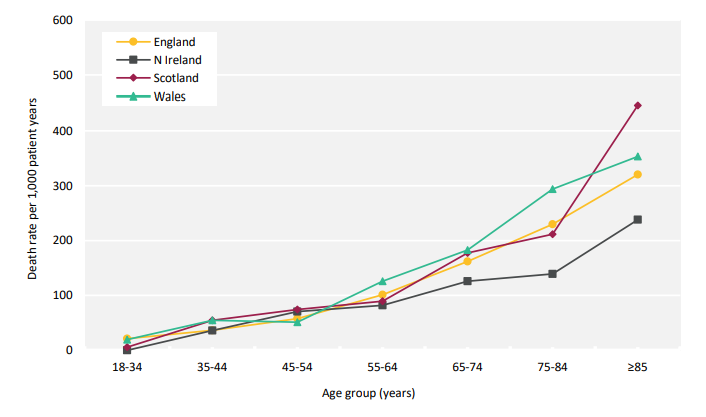 600
500
400
300
200
100
0
Death rate per 1,000 patient years
England
N Ireland
Scotland
Wales
18-34 35-44 45-54 55-64 65-74 75-84 ≥85
Age group (years)